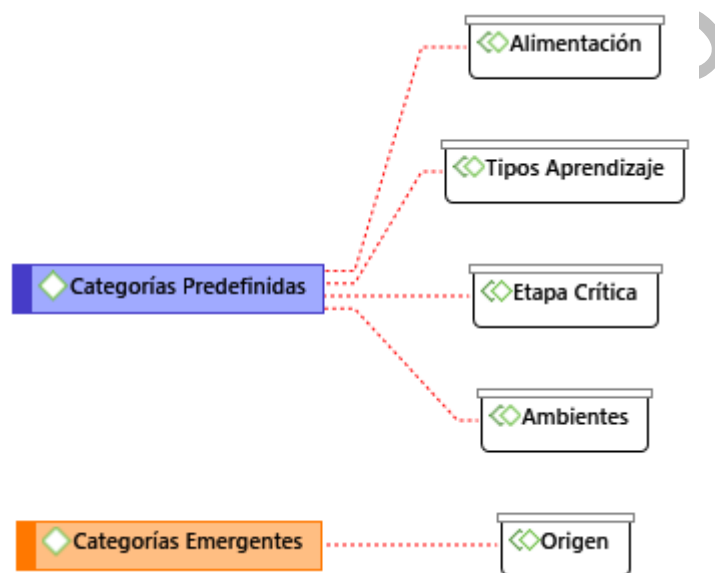 Alimentación
Tipos Aprendizaje
Categorías Predefinidas
Etapa Crítica
Ambientes
Categorías Emergentes
Origen